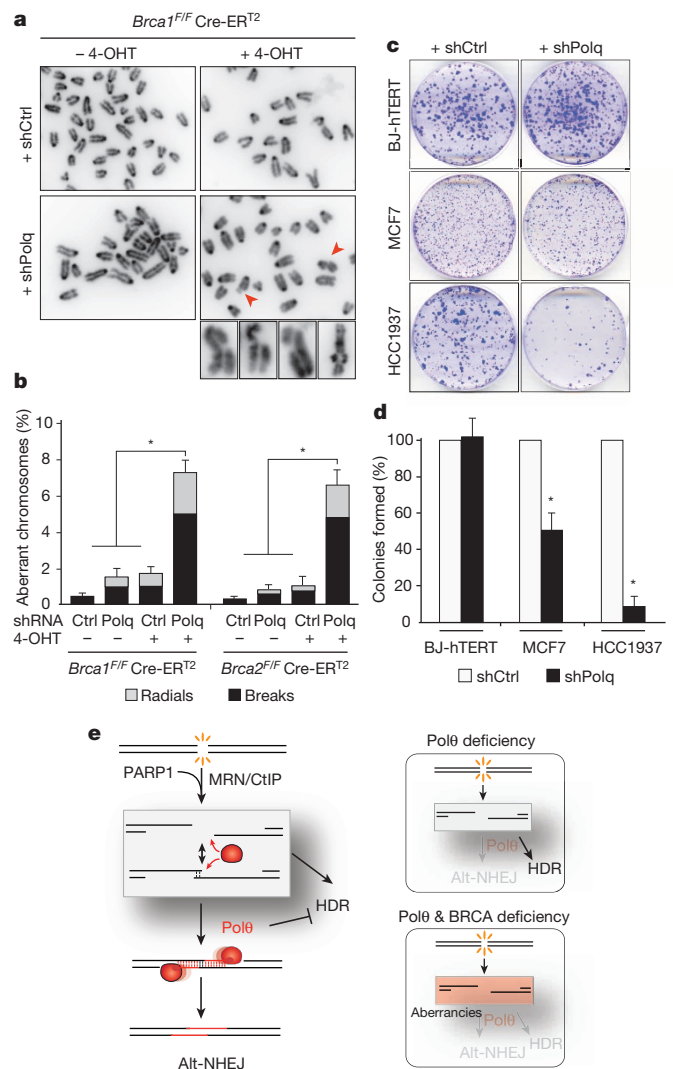 a
Brca1F/F Cre-ERT2
– 4-OHT
+ 4-OHT
+ shCtrl
+ shPolq
b
Aberrant chromosomes (%)
10
8
6
4
2
0
shRNA Ctrl Polq Ctrl Polq Ctrl Polq Ctrl Polq
4-OHT – – + + – – + +
Brca1F/F Cre-ERT2 Brca2F/F Cre-ERT2
Radials Breaks
* *
c
+ shCtrl + shPolq
BJ-hTERT
MCF7
HCC1937
d
Colonies formed (%)
100
80
60
40
20
0
* *
BJ-hTERT MCF7 HCC1937
shCtrl shPolq
e
PARP1 MRN/CtIP
HDR
Polθ
Alt-NHEJ
Polθ deficiency
Polθ
HDR
Alt-NHEJ
Polθ & BRCA deficiency
Aberrancies
Polθ
HDR
Alt-NHEJ